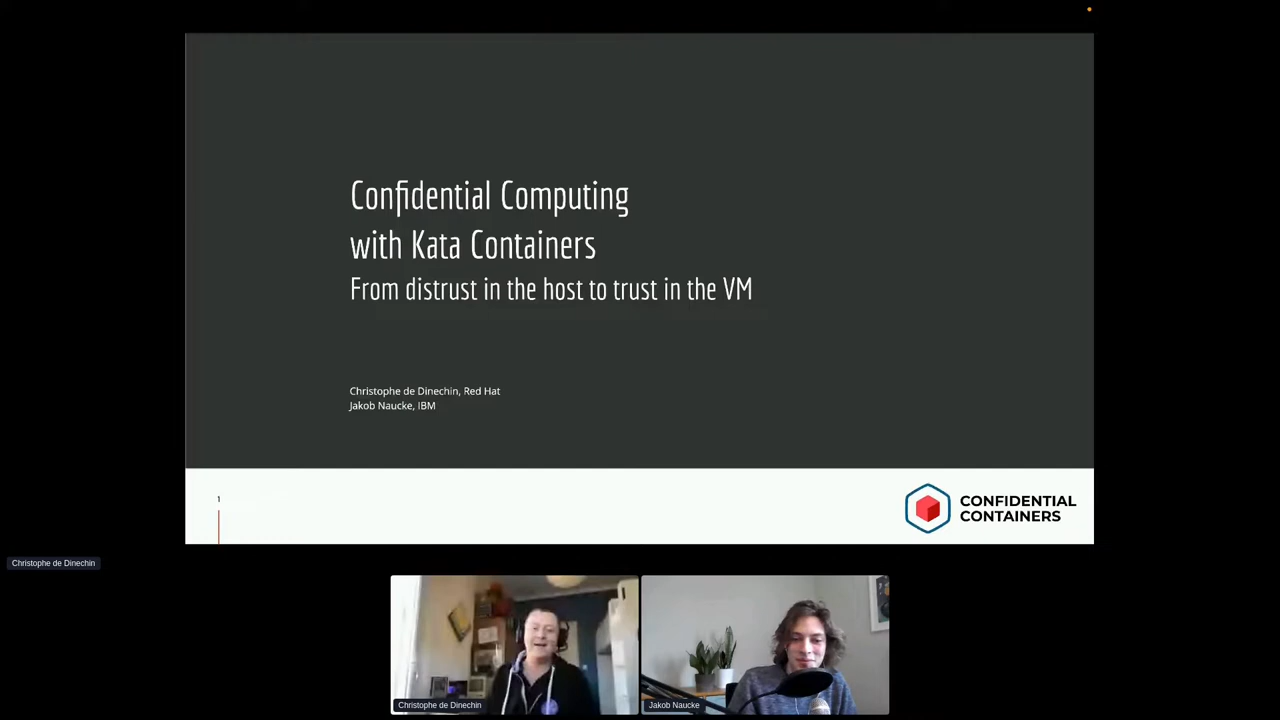 Confidential Computing
with Kata Containers
From distrust in the host to trust in the VM
Christophe de Dinechin, Red Hat
Jakob Naucke, IBM
1
CONFIDENTIAL
CONTAINERS
Christophe de Dinechin
Christophe de Dinechin
Jakob Naucke